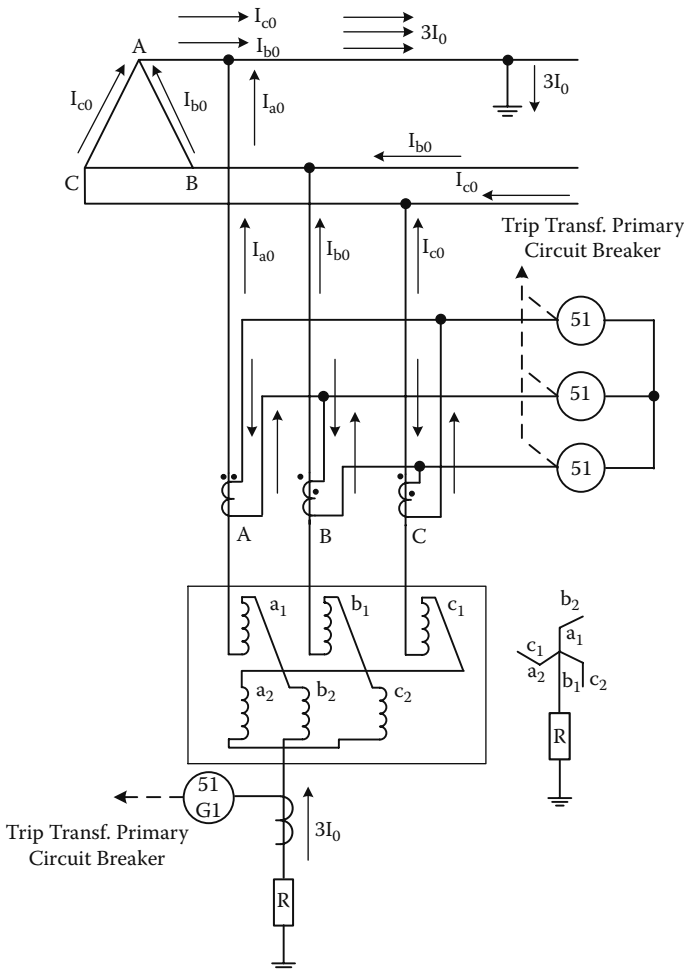 I_c0
I_b0
3I_0
A
3I_0
I_c0
I_b0
I_a0
I_b0
C
B
I_c0
Trip Transf. Primary
Circuit Breaker
I_a0
I_b0
I_c0
51
51
51
A
B
C
a_1
b_1
c_1
b_2
a_1
c_1
a_2
b_1
c_2
a_2
b_2
c_2
R
51
G1
Trip Transf. Primary
Circuit Breaker
3I_0
R